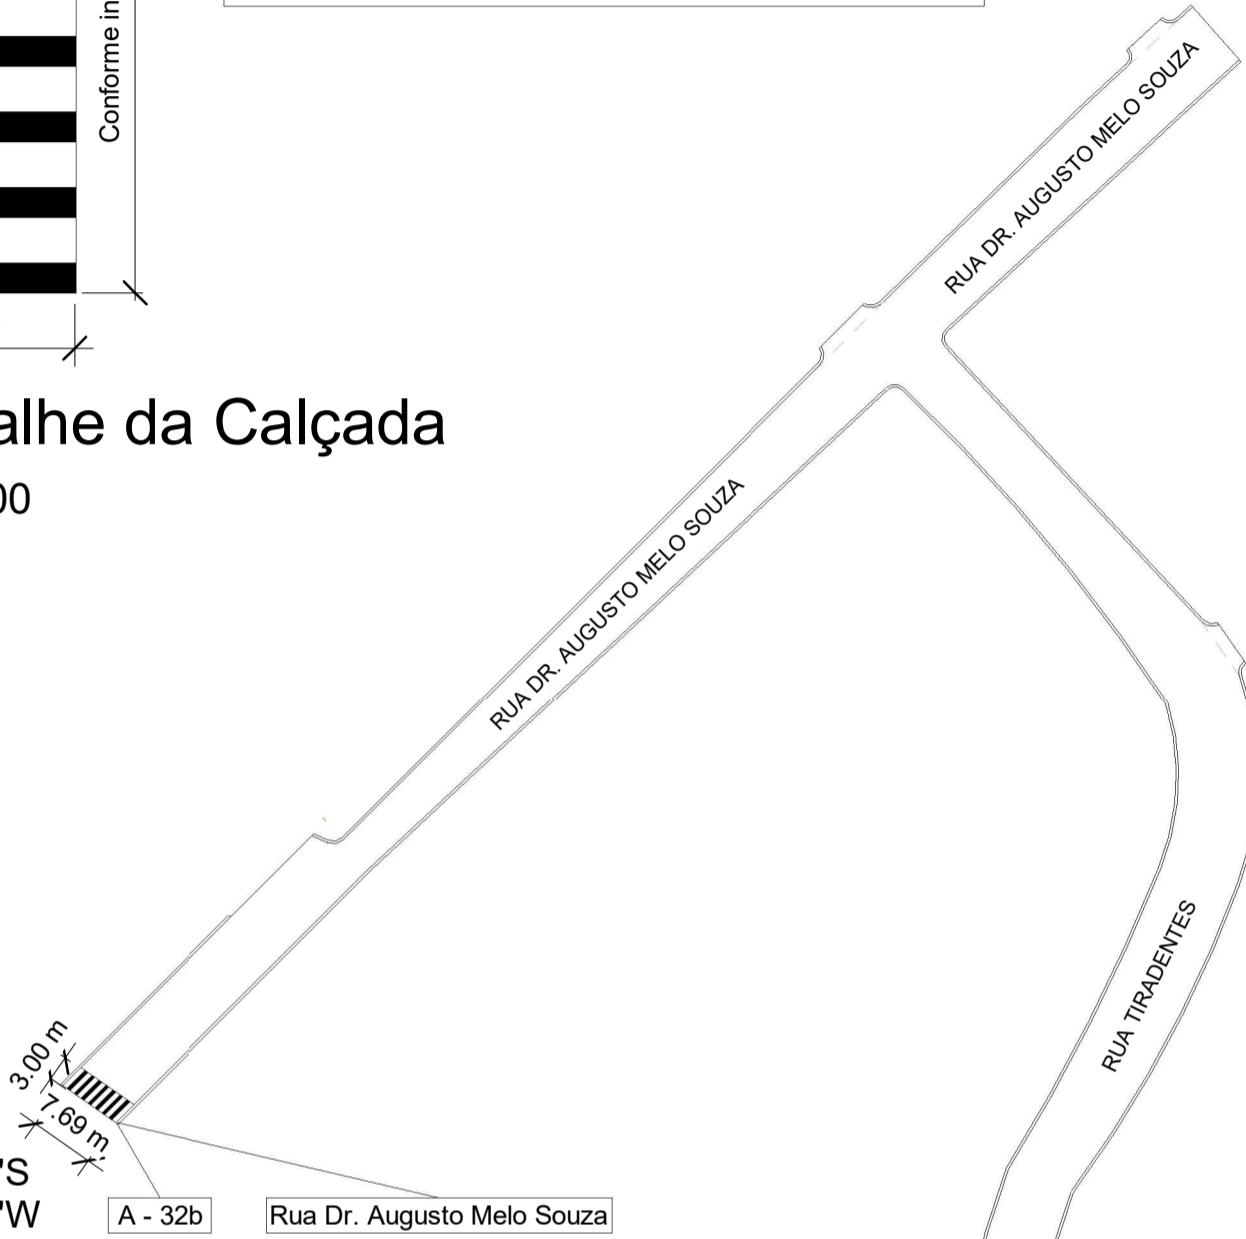 Conforme in
RUA DR. AUGUSTO MELO SOUZA
alhe da Calçada
00
RUA DR. AUGUSTO MELO SOUZA
RUA TIRADENTES
3.00 m
7.69 m
"S
"W
A - 32b
Rua Dr. Augusto Melo Souza